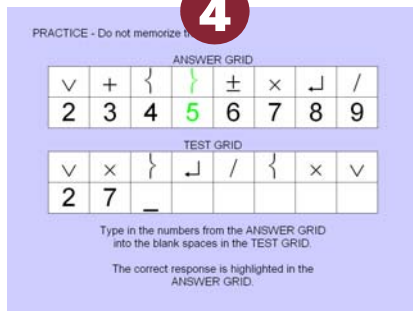 4
PRACTICE - Do not memorize
ANSWER GRID
∨ + { } ± × ↵ /
2 3 4 5 6 7 8 9
TEST GRID
∨ × } ↵ / { × ∨
2 7 _
Type in the numbers from the ANSWER GRID
into the blank spaces in the TEST GRID.
The correct response is highlighted in the
ANSWER GRID.